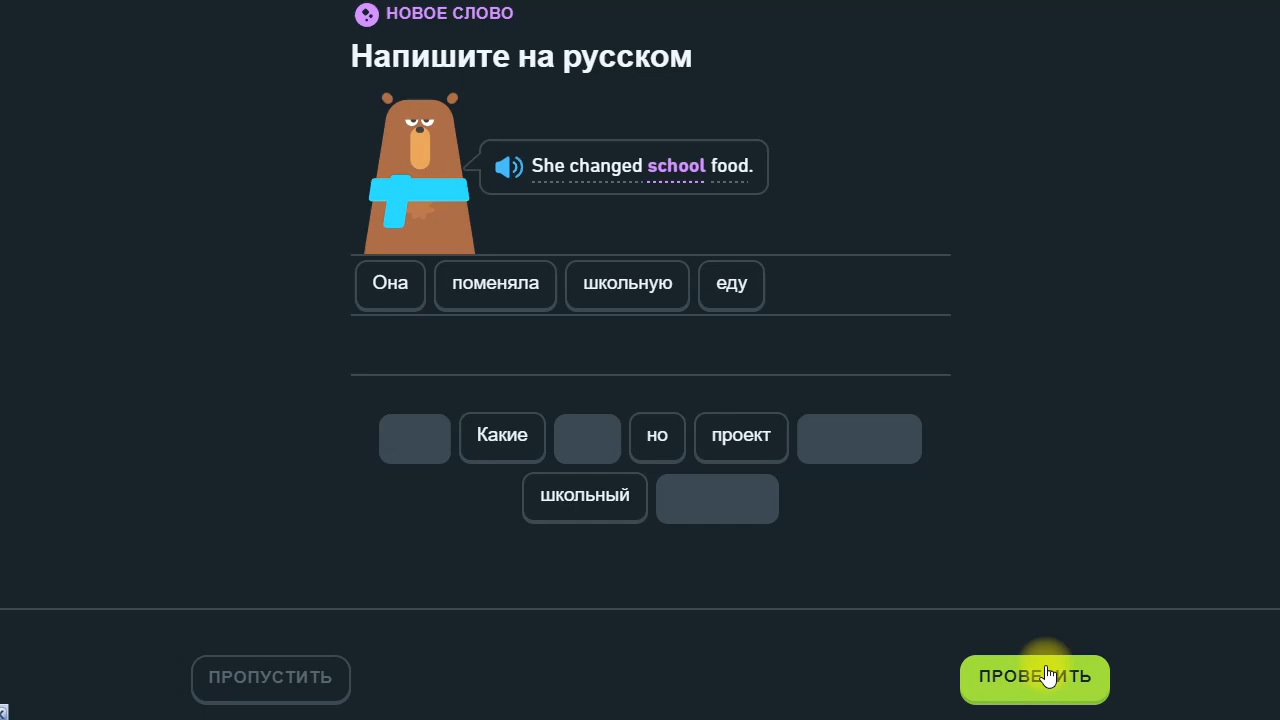 НОВОЕ СЛОВО
Напишите на русском
She changed school food.
Она поменяла школьную еду
Какие но проект
школьный
ПРОПУСТИТЬ ПРОВЕРИТЬ